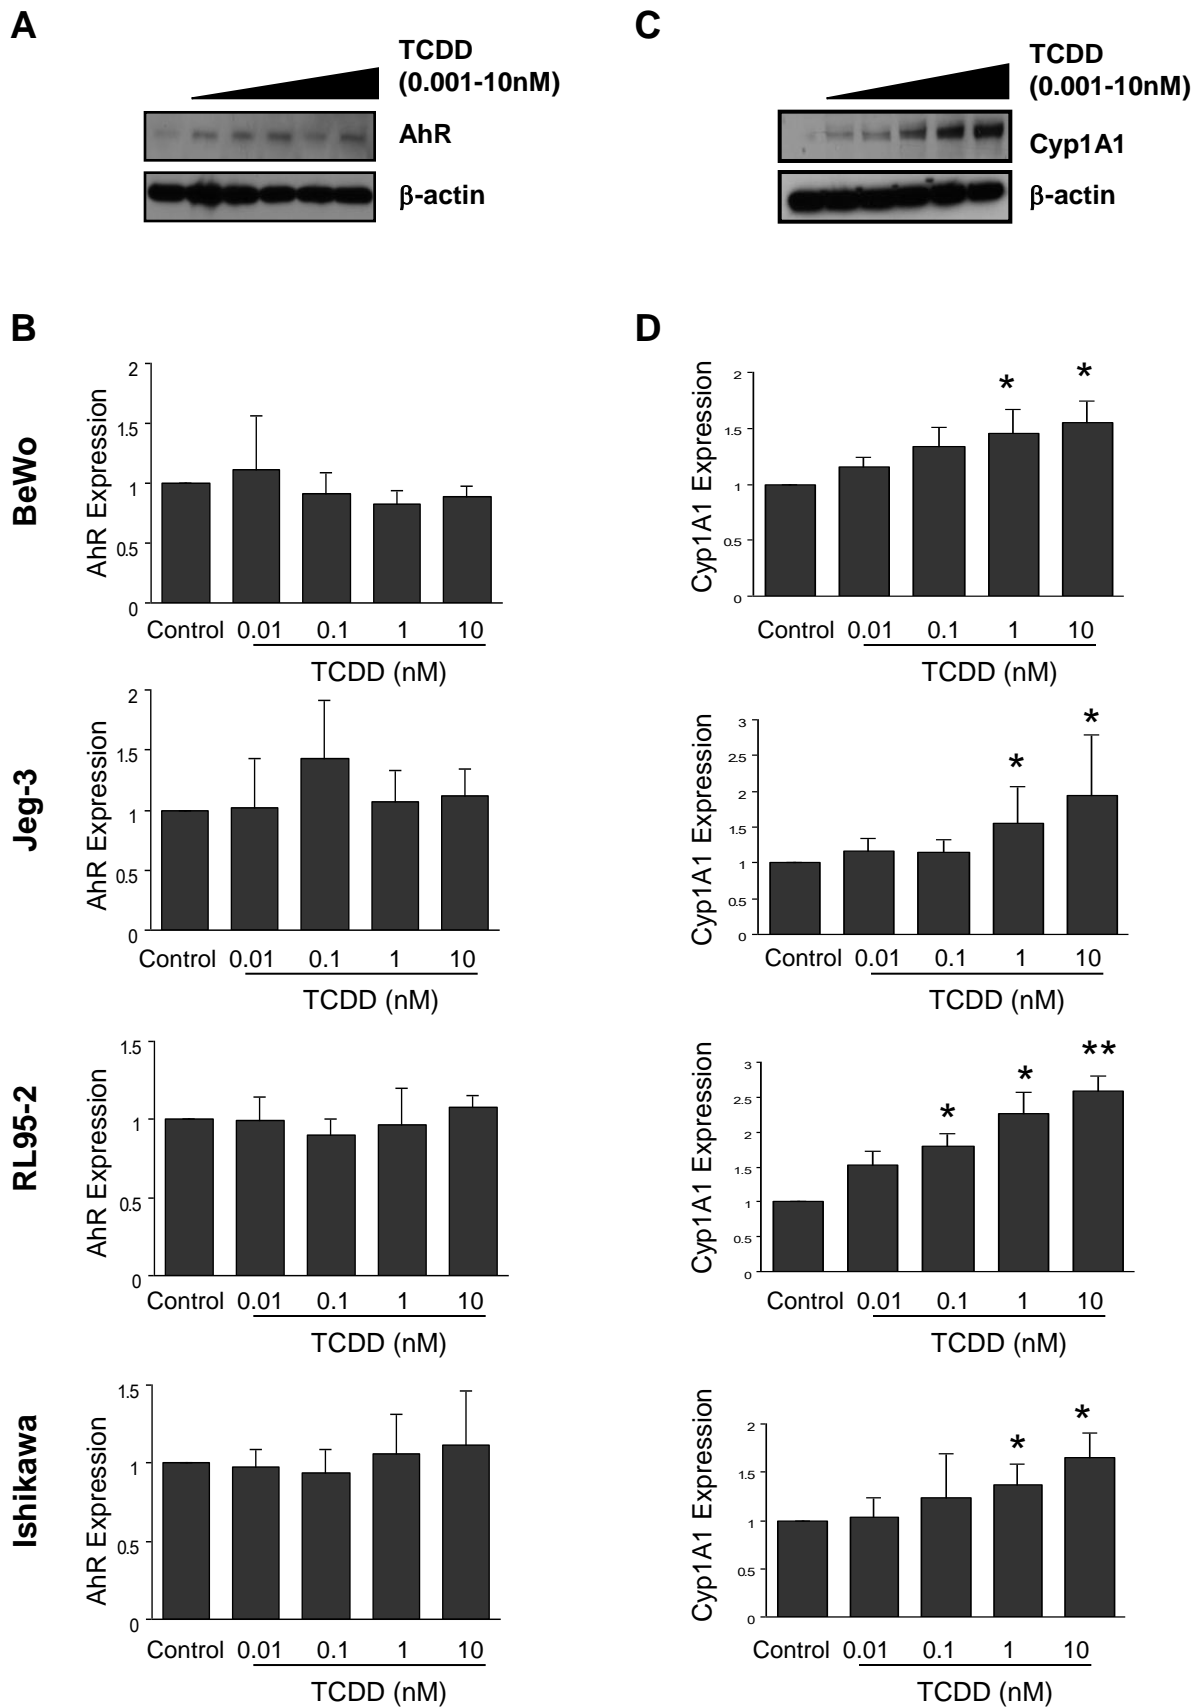 A
TCDD
(0.001-10nM)
AhR
β-actin
C
TCDD
(0.001-10nM)
Cyp1A1
β-actin
B
BeWo
AhR Expression
2
1.5
1
0.5
0
Control 0.01 0.1 1 10
TCDD (nM)
Jeg-3
AhR Expression
2
1.5
1
0.5
0
Control 0.01 0.1 1 10
TCDD (nM)
RL95-2
AhR Expression
1.5
1
0.5
0
Control 0.01 0.1 1 10
TCDD (nM)
Ishikawa
AhR Expression
1.5
1
0.5
0
Control 0.01 0.1 1 10
TCDD (nM)
D
Cyp1A1 Expression
2
1.5
1
0.5
0
* *
Control 0.01 0.1 1 10
TCDD (nM)
Cyp1A1 Expression
3
2.5
2
1.5
1
0.5
0
* *
Control 0.01 0.1 1 10
TCDD (nM)
Cyp1A1 Expression
3
2.5
2
1.5
1
0.5
0
* * **
Control 0.01 0.1 1 10
TCDD (nM)
Cyp1A1 Expression
2
1.5
1
0.5
0
* *
Control 0.01 0.1 1 10
TCDD (nM)